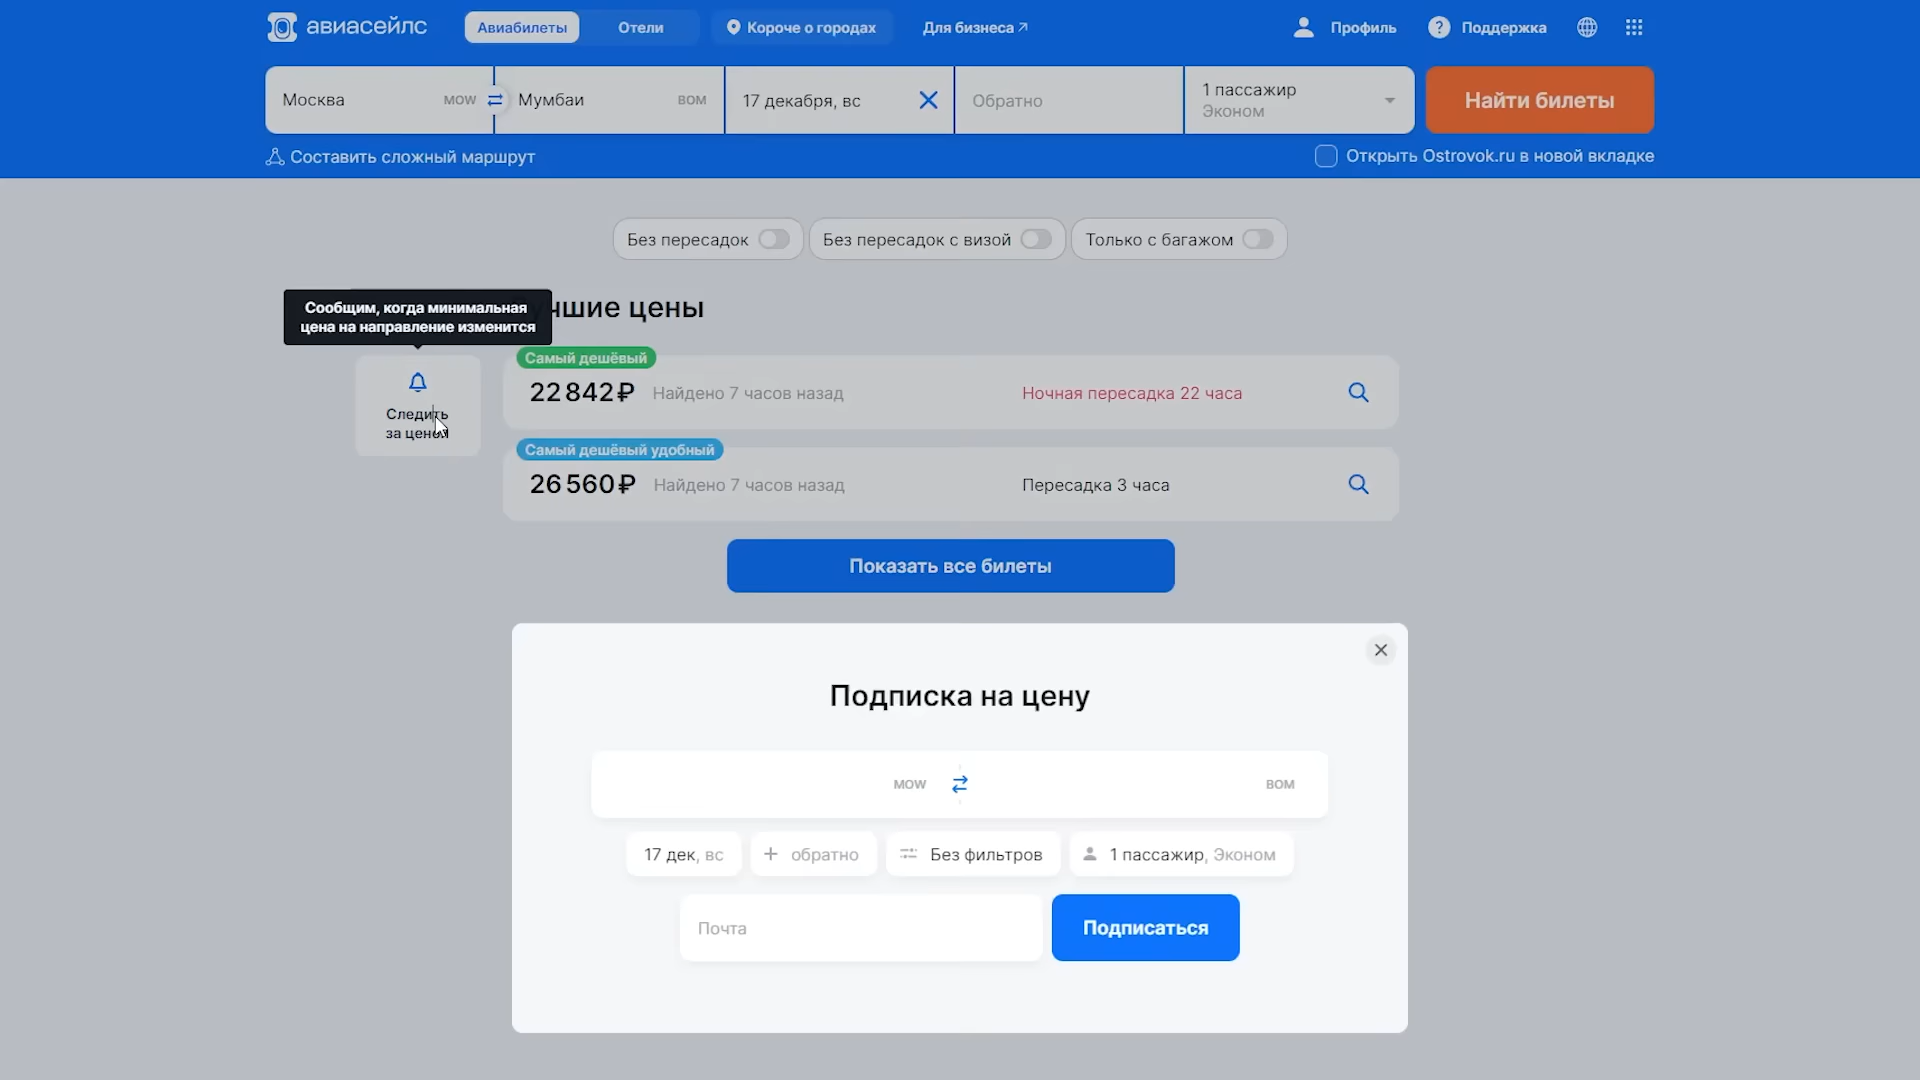 авиасейлс
Авиабилеты
Отели
Короче о городах
Для бизнеса
Профиль
Поддержка
Москва MOW
Мумбаи BOM
17 декабря, вс
Обратно
1 пассажир
Эконом
Найти билеты
Составить сложный маршрут
Открыть Ostrovok.ru в новой вкладке
Без пересадок
Без пересадок с визой
Только с багажом
Сообщим, когда минимальная
цена на направление изменится
чшие цены
Следить
за ценой
Самый дешёвый
22 842 ₽ Найдено 7 часов назад Ночная пересадка 22 часа
Самый дешёвый удобный
26 560 ₽ Найдено 7 часов назад Пересадка 3 часа
Показать все билеты
Подписка на цену
MOW BOM
17 дек, вс
+ обратно
Без фильтров
1 пассажир, Эконом
Почта
Подписаться